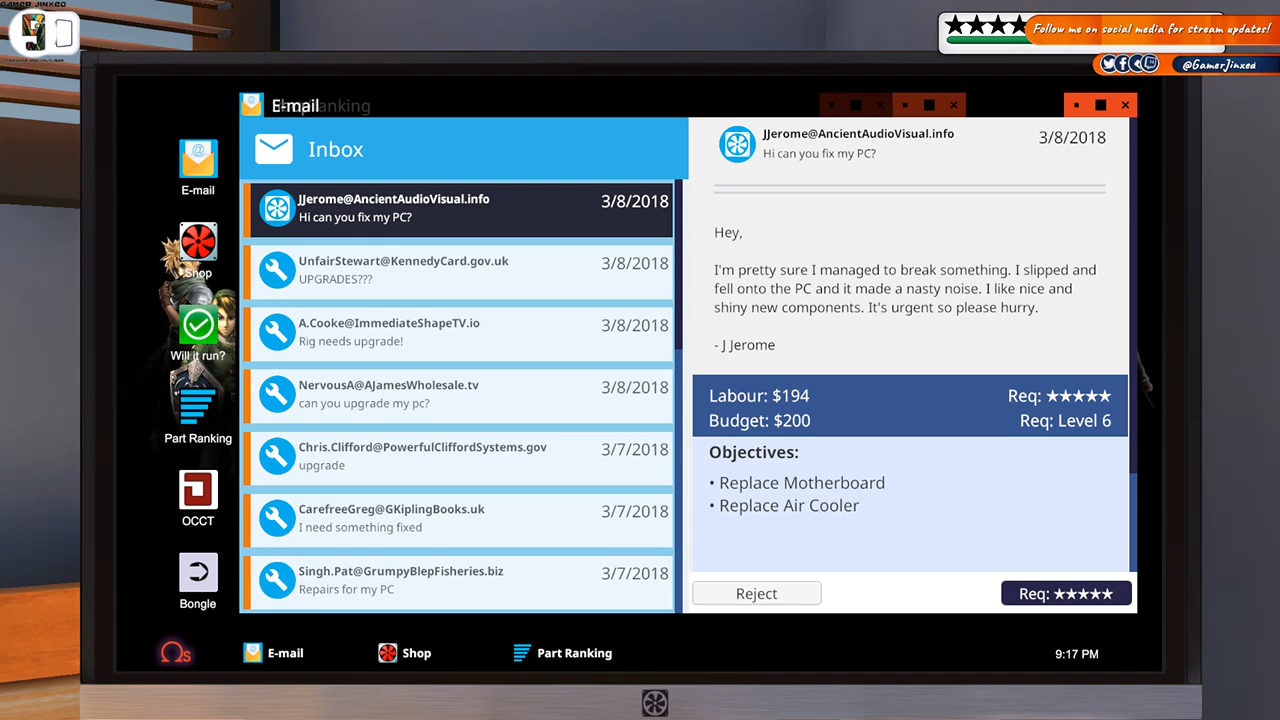 GAMER JINXED
Follow me on social media for stream updates!
@GamerJinxed
E-mail
Inbox
JJerome@AncientAudioVisual.info
3/8/2018
Hi can you fix my PC?
UnfairStewart@KennedyCard.gov.uk
3/8/2018
UPGRADES???
A.Cooke@ImmediateShapeTV.io
3/8/2018
Rig needs upgrade!
NervousA@AJamesWholesale.tv
3/8/2018
can you upgrade my pc?
Chris.Clifford@PowerfulCliffordSystems.gov
3/7/2018
upgrade
CarefreeGreg@GKiplingBooks.uk
3/7/2018
I need something fixed
Singh.Pat@GrumpyBlepFisheries.biz
3/7/2018
Repairs for my PC
JJerome@AncientAudioVisual.info
3/8/2018
Hi can you fix my PC?
Hey,
I'm pretty sure I managed to break something. I slipped and
fell onto the PC and it made a nasty noise. I like nice and
shiny new components. It's urgent so please hurry.
- J Jerome
Labour: $194
Req: ★★★★★
Budget: $200
Req: Level 6
Objectives:
• Replace Motherboard
• Replace Air Cooler
Reject
Req: ★★★★★
E-mail
Shop
Will it run?
Part Ranking
OCCT
Bongle
Ωs
E-mail
Shop
Part Ranking
9:17 PM